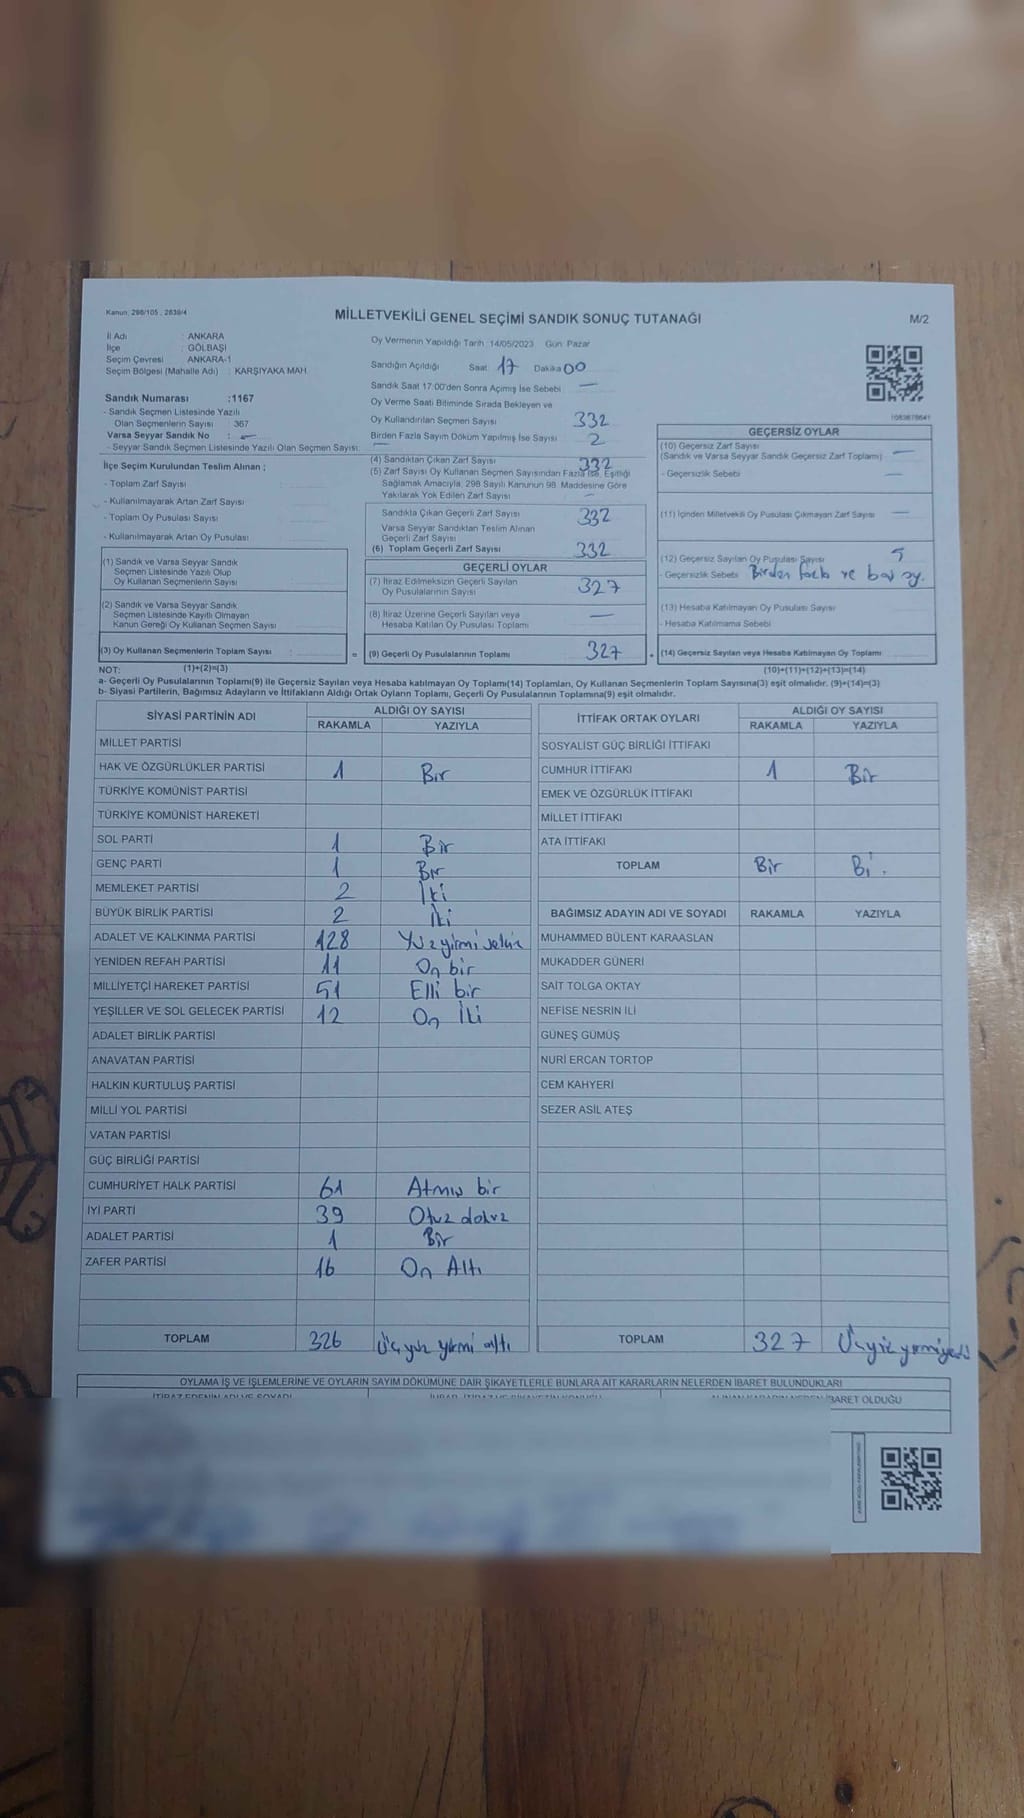 Kanun: 298/105 , 2839/4
MİLLETVEKİLİ GENEL SEÇİMİ SANDIK SONUÇ TUTANAĞI
M/2
İl Adı : ANKARA
İlçe : GÖLBAŞI
Seçim Çevresi : ANKARA-1
Seçim Bölgesi (Mahalle Adı) : KARŞIYAKA MAH.
Sandık Numarası :1167
- Sandık Seçmen Listesinde Yazılı
Olan Seçmenlerin Sayısı : 367
Varsa Seyyar Sandık No : —
- Seyyar Sandık Seçmen Listesinde Yazılı Olan Seçmen Sayısı: —
İlçe Seçim Kurulundan Teslim Alınan ;
- Toplam Zarf Sayısı :
- Kullanılmayarak Artan Zarf Sayısı :
- Toplam Oy Pusulası Sayısı :
- Kullanılmayarak Artan Oy Pusulası :
(1) Sandık ve Varsa Seyyar Sandık
Seçmen Listesinde Yazılı Olup
Oy Kullanan Seçmenlerin Sayısı :
(2) Sandık ve Varsa Seyyar Sandık
Seçmen Listesinde Kayıtlı Olmayan
Kanun Gereği Oy Kullanan Seçmen Sayısı :
(3) Oy Kullanan Seçmenlerin Toplam Sayısı :
Oy Vermenin Yapıldığı Tarih :14/05/2023 Gün: Pazar
Sandığın Açıldığı Saat: 17 Dakika: 00
Sandık Saat 17:00'den Sonra Açımış İse Sebebi —
Oy Verme Saati Bitiminde Sırada Bekleyen ve
Oy Kullandırılan Seçmen Sayısı 332
Birden Fazla Sayım Döküm Yapılmış İse Sayısı 2
(4) Sandıktan Çıkan Zarf Sayısı 332
(5) Zarf Sayısı Oy Kullanan Seçmen Sayısından Fazla İse, Eşitliği
Sağlamak Amacıyla, 298 Sayılı Kanunun 98. Maddesine Göre
Yakılarak Yok Edilen Zarf Sayısı —
Sandıkla Çıkan Geçerli Zarf Sayısı 332
Varsa Seyyar Sandıktan Teslim Alınan
Geçerli Zarf Sayısı
(6) Toplam Geçerli Zarf Sayısı 332
GEÇERLİ OYLAR
(7) İtiraz Edilmeksizin Geçerli Sayılan
Oy Pusulalarının Sayısı 327
(8) İtiraz Üzerine Geçerli Sayılan veya
Hesaba Katılan Oy Pusulası Toplamı —
= (9) Geçerli Oy Pusulalarının Toplamı 327 +
GEÇERSİZ OYLAR
(10) Geçersiz Zarf Sayısı
(Sandık ve Varsa Seyyar Sandık Geçersiz Zarf Toplamı) —
- Geçersizlik Sebebi —
(11) İçinden Milletvekili Oy Pusulası Çıkmayan Zarf Sayısı —
(12) Geçersiz Sayılan Oy Pusulası Sayısı 5
- Geçersizlik Sebebi Birden fazla ve boş oy.
(13) Hesaba Katılmayan Oy Pusulası Sayısı
- Hesaba Katılmama Sebebi
(14) Geçersiz Sayılan veya Hesaba Katılmayan Oy Toplamı
NOT: (1)+(2)=(3)
(10)+(11)+(12)+(13)=(14)
a- Geçerli Oy Pusulaları(9) ile Geçersiz Sayılan veya Hesaba katılmayan Oy Toplamı(14) Toplamları, Oy Kullanan Seçmenlerin Toplam Sayısına(3) eşit olmalıdır. (9)+(14)=(3)
b- Siyasi Partilerin, Bağımsız Adayların ve İttifakların Aldığı Ortak Oyların Toplamı, Geçerli Oy Pusulalarının Toplamına(9) eşit olmalıdır.
SİYASİ PARTİNİN ADI ALDIĞI OY SAYISI
RAKAMLA YAZIYLA
MİLLET PARTİSİ
HAK VE ÖZGÜRLÜKLER PARTİSİ 1 Bir
TÜRKİYE KOMÜNİST PARTİSİ
TÜRKİYE KOMÜNİST HAREKETİ
SOL PARTİ 1 Bir
GENÇ PARTİ 1 Bir
MEMLEKET PARTİSİ 2 İki
BÜYÜK BİRLİK PARTİSİ 2 İki
ADALET VE KALKINMA PARTİSİ 128 Yüz yirmi sekiz
YENİDEN REFAH PARTİSİ 11 On bir
MİLLİYETÇİ HAREKET PARTİSİ 51 Elli bir
YEŞİLLER VE SOL GELECEK PARTİSİ 12 On İki
ADALET BİRLİK PARTİSİ
ANAVATAN PARTİSİ
HALKIN KURTULUŞ PARTİSİ
MİLLİ YOL PARTİSİ
VATAN PARTİSİ
GÜÇ BİRLİĞİ PARTİSİ
CUMHURİYET HALK PARTİSİ 61 Atmış bir
İYİ PARTİ 39 Otuz dokuz
ADALET PARTİSİ 1 Bir
ZAFER PARTİSİ 16 On Altı
TOPLAM 326 Üç yüz yirmi altı
İTTİFAK ORTAK OYLARI ALDIĞI OY SAYISI
RAKAMLA YAZIYLA
SOSYALİST GÜÇ BİRLİĞİ İTTİFAKI
CUMHUR İTTİFAKI 1 Bir
EMEK VE ÖZGÜRLÜK İTTİFAKI
MİLLET İTTİFAKI
ATA İTTİFAKI
TOPLAM Bir Bi.
BAĞIMSIZ ADAYIN ADI VE SOYADI RAKAMLA YAZIYLA
MUHAMMED BÜLENT KARAASLAN
MUKADDER GÜNERİ
SAİT TOLGA OKTAY
NEFİSE NESRİN İLİ
GÜNEŞ GÜMÜŞ
NURİ ERCAN TORTOP
CEM KAHYERİ
SEZER ASİL ATEŞ
TOPLAM 327 Üçyüz yirmiyedi
OYLAMA İŞ VE İŞLEMLERİNE VE OYLARIN SAYIM DÖKÜMÜNE DAİR ŞİKAYETLERLE BUNLARA AİT KARARLARIN NELERDEN İBARET BULUNDUKLARI
İTİRAZ EDENİN ADI VE SOYADI
İBARET OLDUĞU